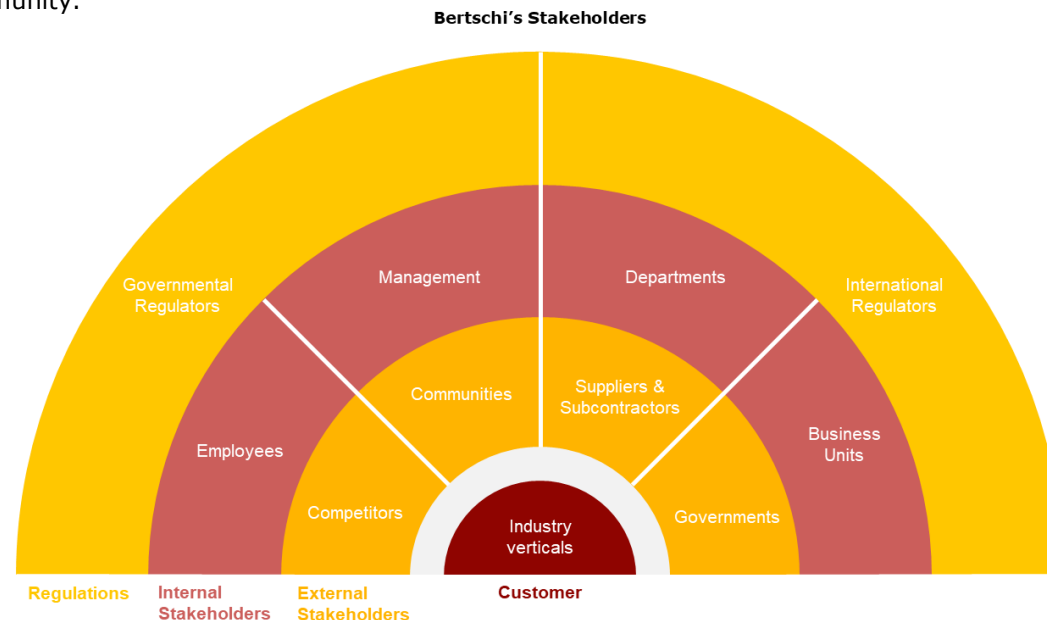 nunity.
Bertschi’s Stakeholders
Governmental
Regulators
Management
Departments
International
Regulators
Communities
Suppliers &
Subcontractors
Employees
Business
Units
Competitors
Industry
verticals
Governments
Regulations
Internal
Stakeholders
External
Stakeholders
Customer